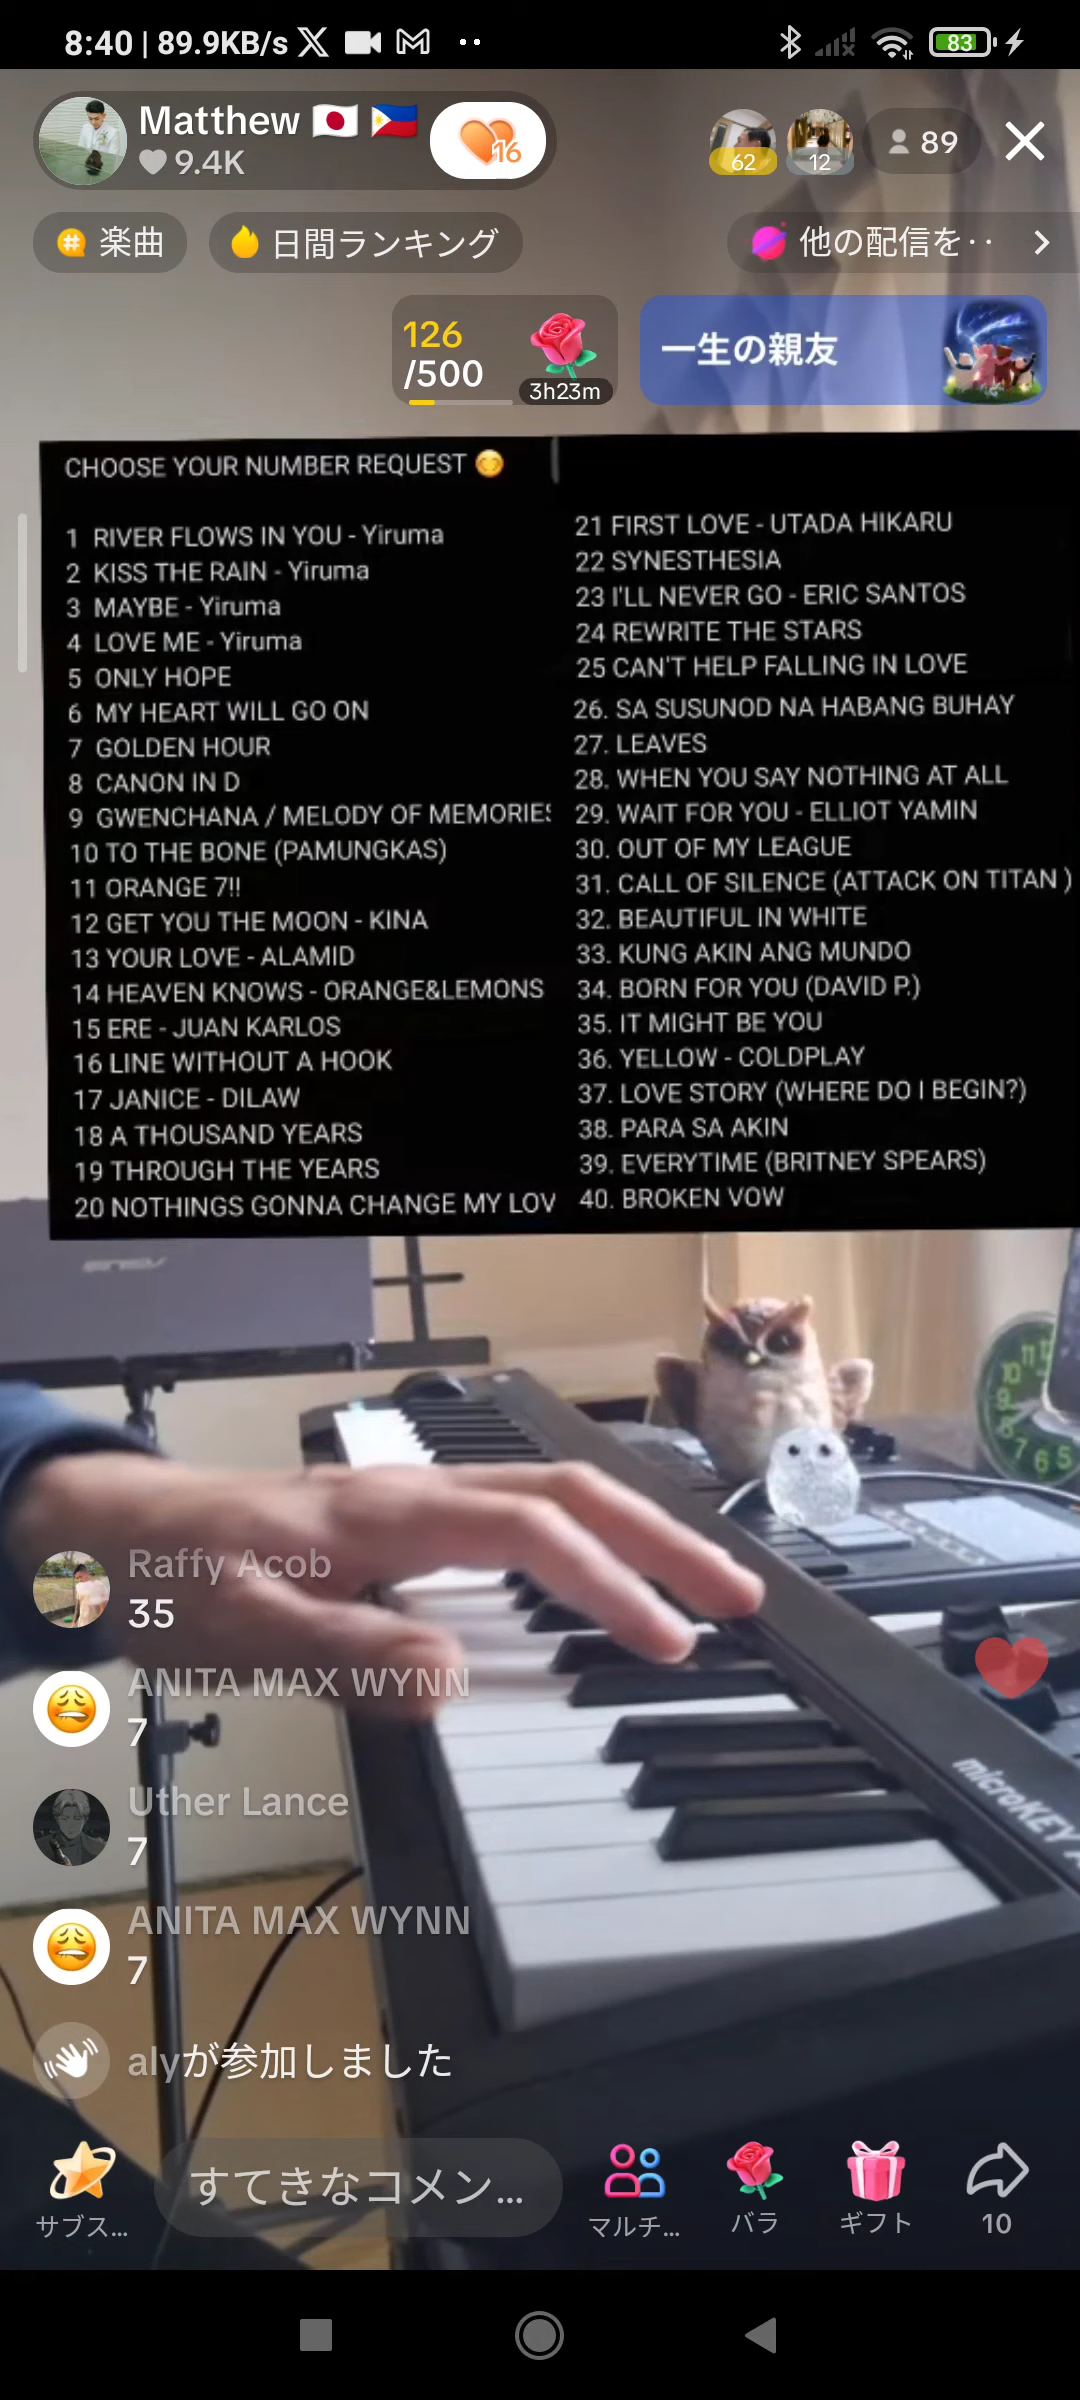 8:40 | 89.9KB/s
83
Matthew 🇯🇵 🇵🇭
9.4K
16
62
12
89
楽曲
日間ランキング
他の配信を‥
126
/500
3h23m
一生の親友
CHOOSE YOUR NUMBER REQUEST 😊
1 RIVER FLOWS IN YOU - Yiruma
2 KISS THE RAIN - Yiruma
3 MAYBE - Yiruma
4 LOVE ME - Yiruma
5 ONLY HOPE
6 MY HEART WILL GO ON
7 GOLDEN HOUR
8 CANON IN D
9 GWENCHANA / MELODY OF MEMORIES
10 TO THE BONE (PAMUNGKAS)
11 ORANGE 7!!
12 GET YOU THE MOON - KINA
13 YOUR LOVE - ALAMID
14 HEAVEN KNOWS - ORANGE&LEMONS
15 ERE - JUAN KARLOS
16 LINE WITHOUT A HOOK
17 JANICE - DILAW
18 A THOUSAND YEARS
19 THROUGH THE YEARS
20 NOTHINGS GONNA CHANGE MY LOV
21 FIRST LOVE - UTADA HIKARU
22 SYNESTHESIA
23 I'LL NEVER GO - ERIC SANTOS
24 REWRITE THE STARS
25 CAN'T HELP FALLING IN LOVE
26. SA SUSUNOD NA HABANG BUHAY
27. LEAVES
28. WHEN YOU SAY NOTHING AT ALL
29. WAIT FOR YOU - ELLIOT YAMIN
30. OUT OF MY LEAGUE
31. CALL OF SILENCE (ATTACK ON TITAN )
32. BEAUTIFUL IN WHITE
33. KUNG AKIN ANG MUNDO
34. BORN FOR YOU (DAVID P.)
35. IT MIGHT BE YOU
36. YELLOW - COLDPLAY
37. LOVE STORY (WHERE DO I BEGIN?)
38. PARA SA AKIN
39. EVERYTIME (BRITNEY SPEARS)
40. BROKEN VOW
11
10
9
8
7 6 5
microKEY
Raffy Acob
35
ANITA MAX WYNN
7
Uther Lance
7
ANITA MAX WYNN
7
alyが参加しました
すてきなコメン...
サブス...
マルチ...
バラ
ギフト
10